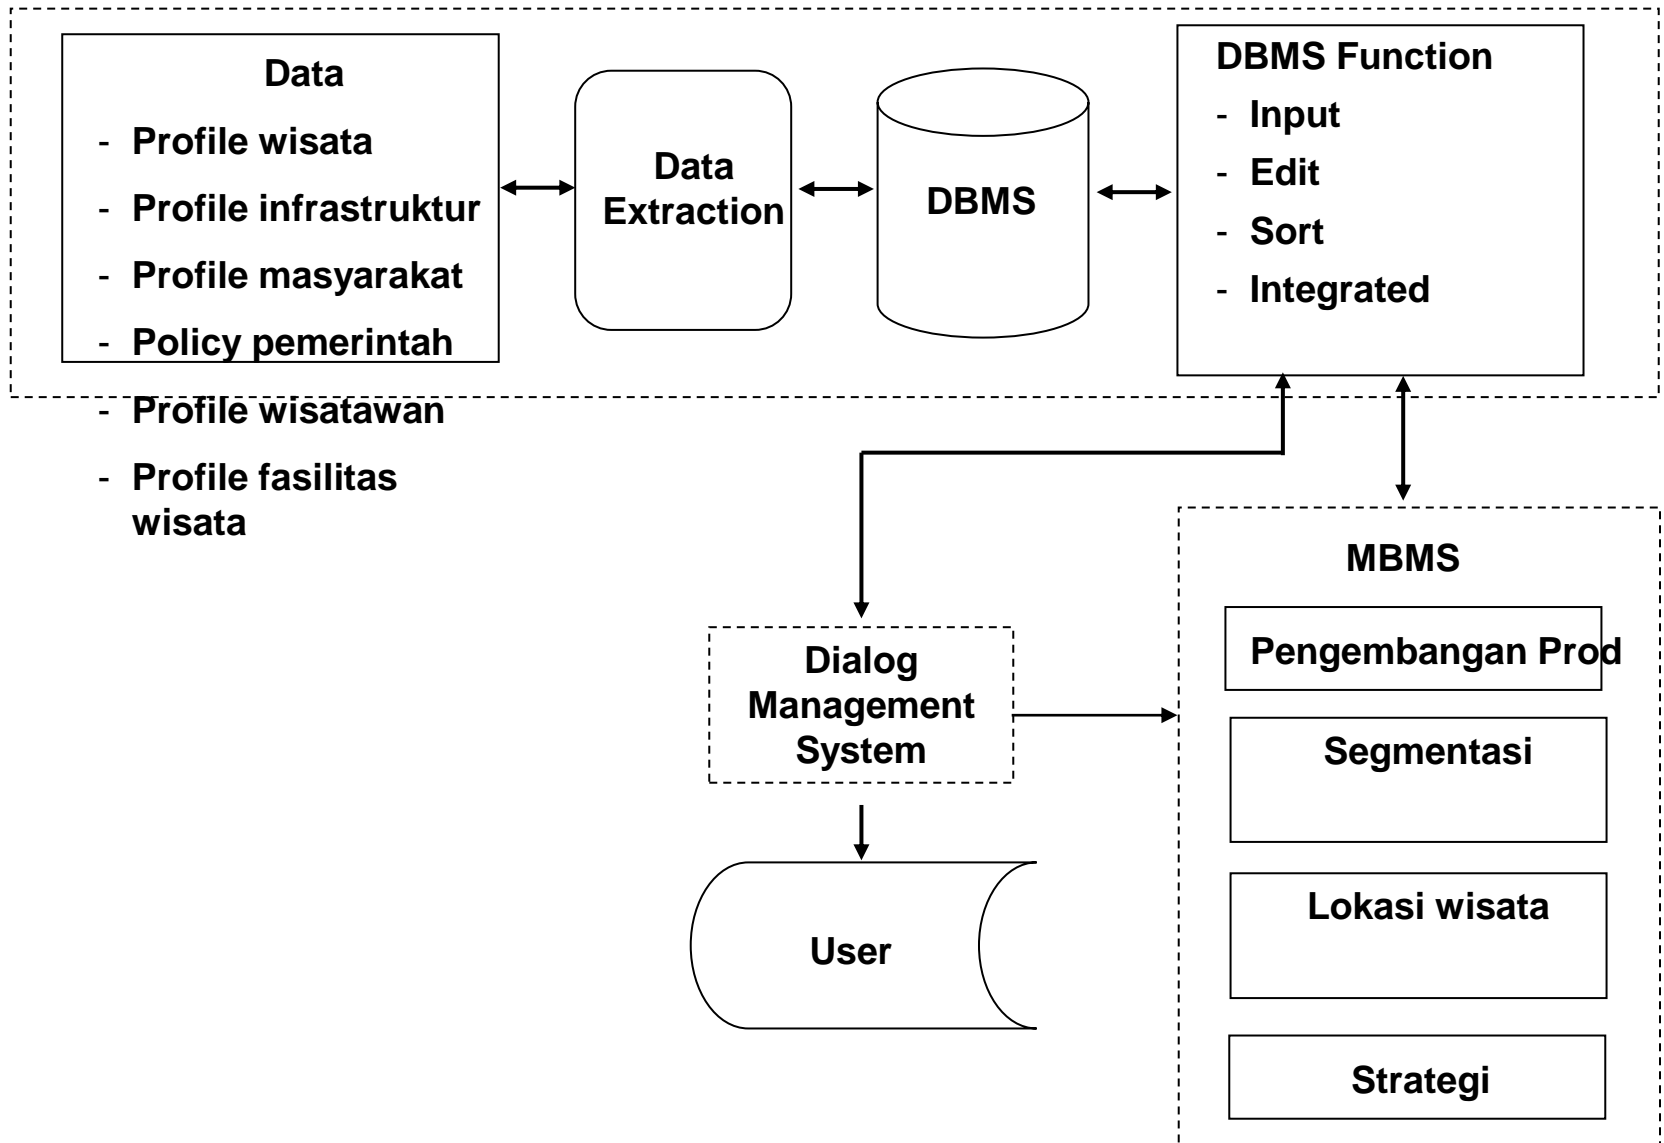 Data
- Profile wisata
- Profile infrastruktur
- Profile masyarakat
- Policy pemerintah
- Profile wisatawan
- Profile fasilitas
wisata
Data
Extraction
DBMS
DBMS Function
- Input
- Edit
- Sort
- Integrated
Dialog
Management
System
User
MBMS
Pengembangan Prod
Segmentasi
Lokasi wisata
Strategi